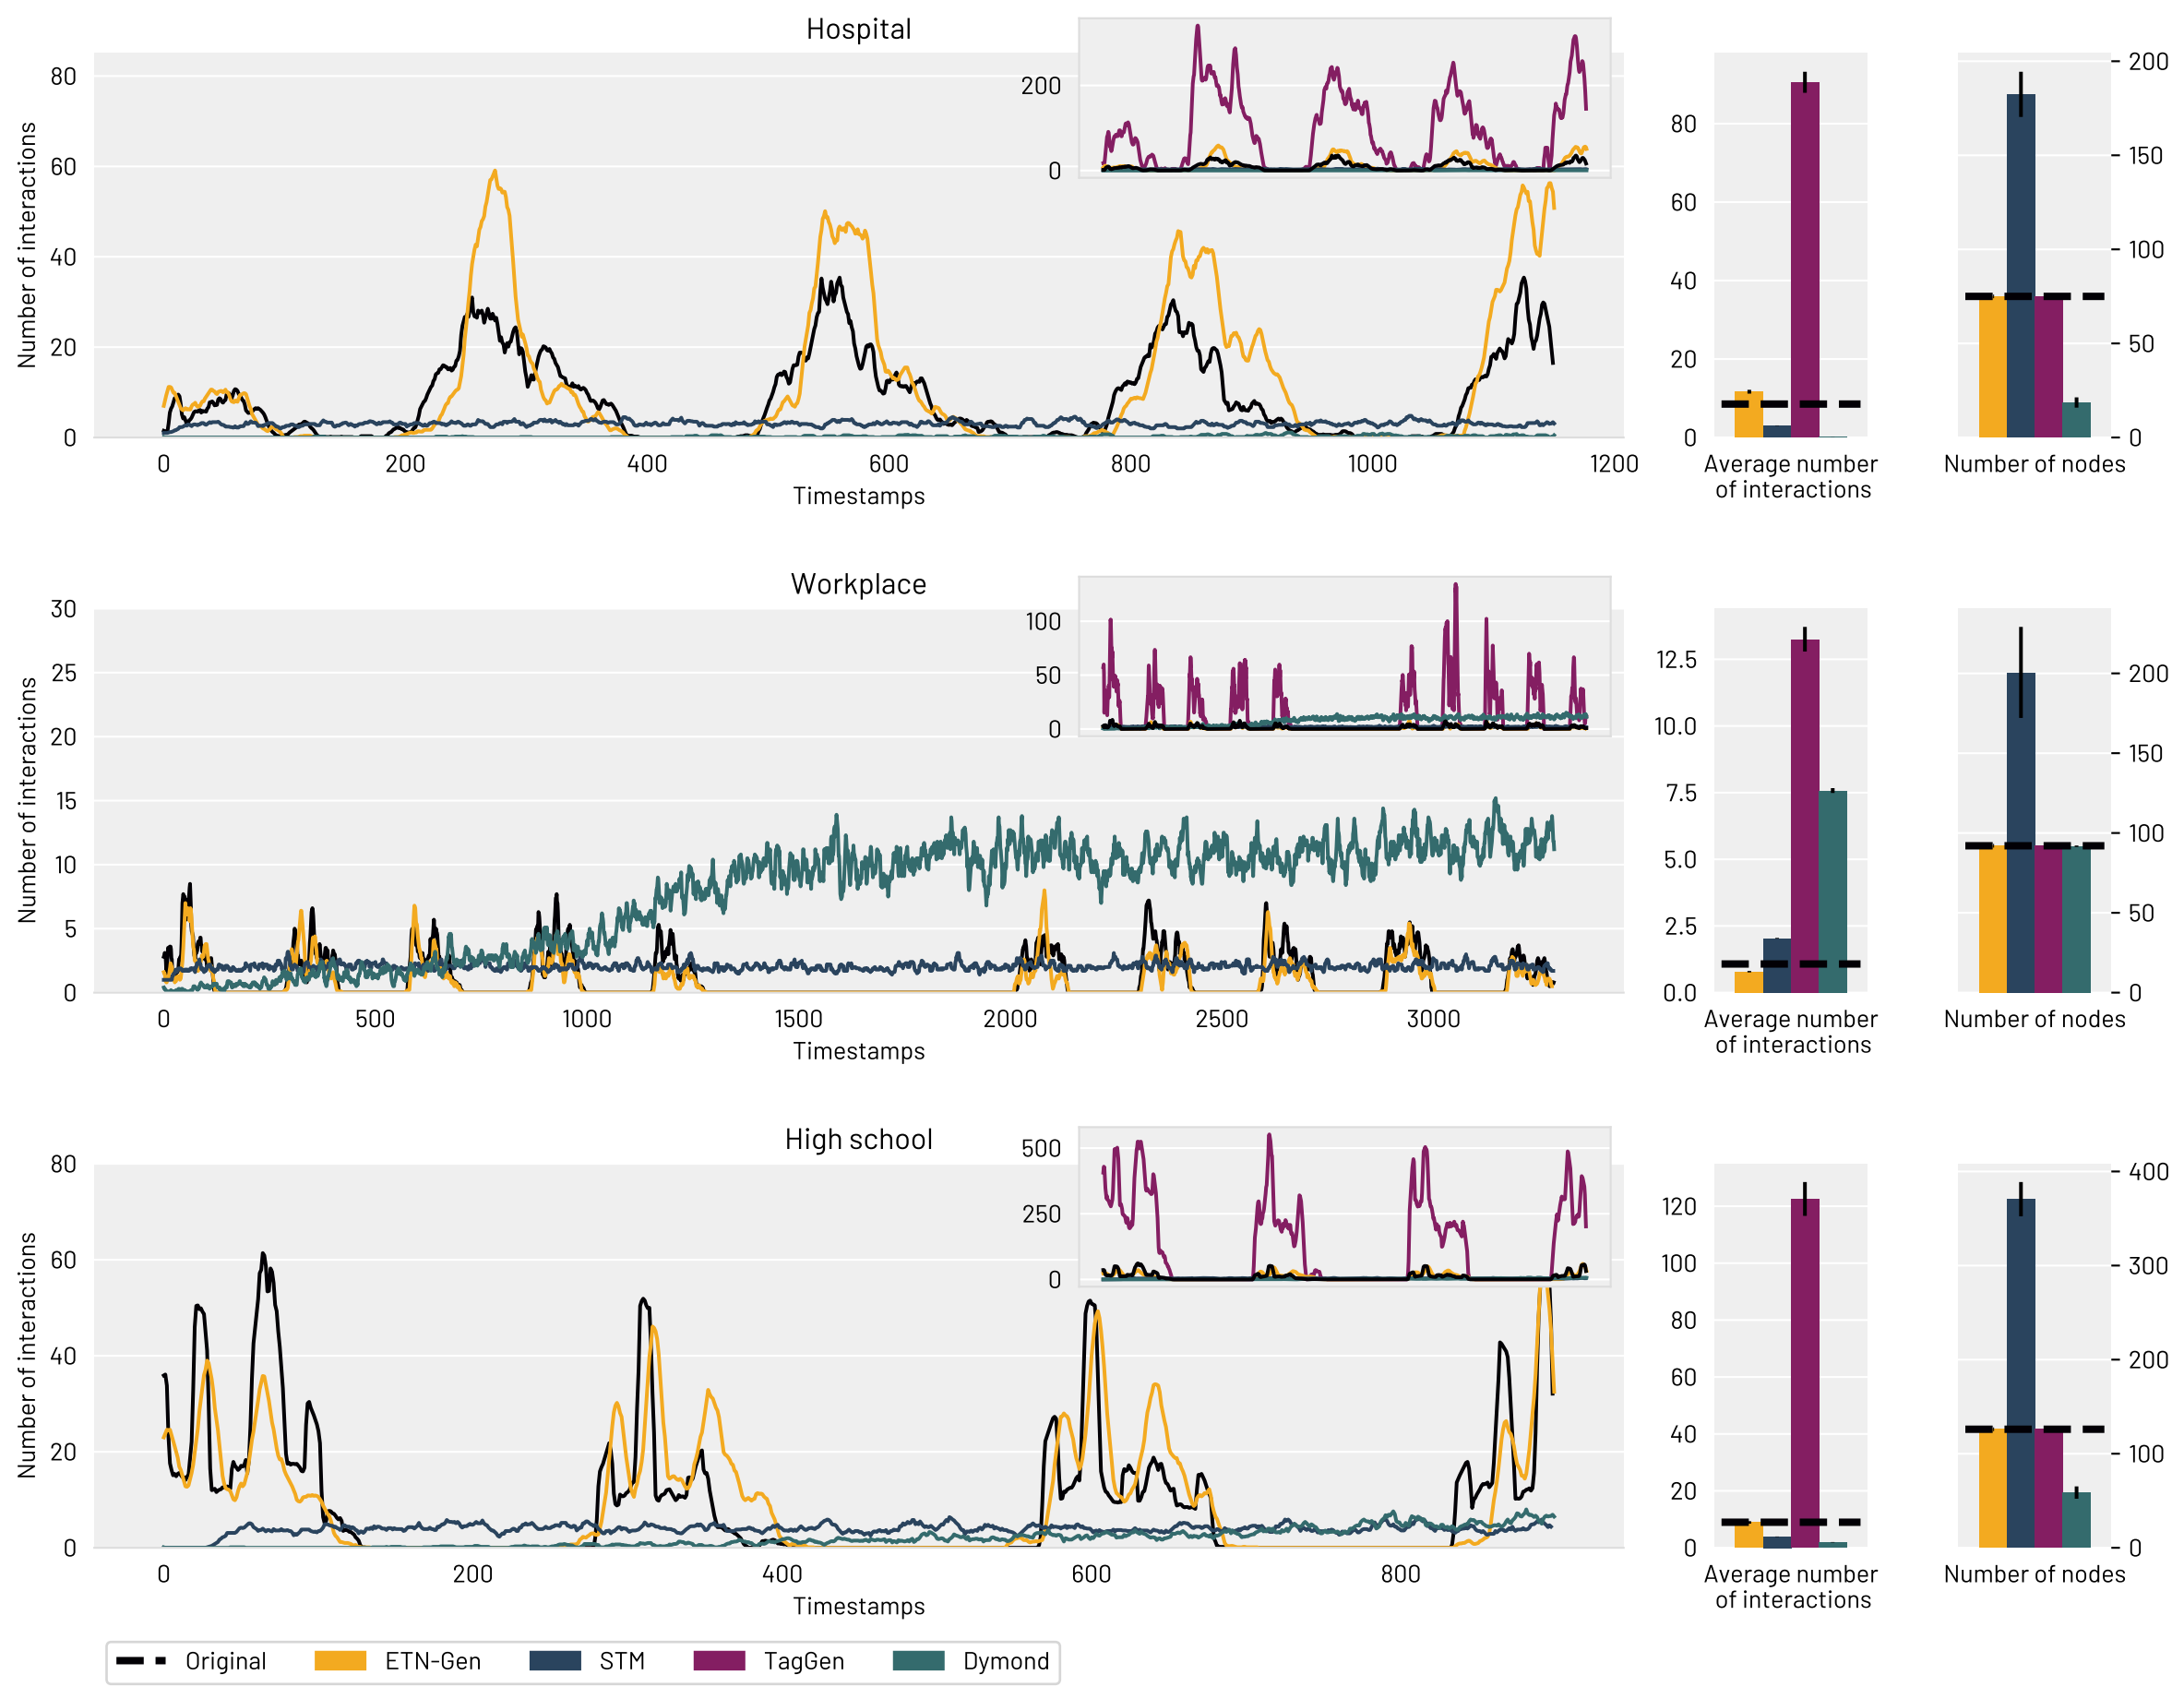 Hospital
Number of interactions
80
60
40
20
0
0 200 400 600 800 1000 1200
Timestamps
200
0
80
60
40
20
0
Average number
of interactions
200
150
100
50
0
Number of nodes
Workplace
Number of interactions
30
25
20
15
10
5
0
0 500 1000 1500 2000 2500 3000
Timestamps
100
50
0
12.5
10.0
7.5
5.0
2.5
0.0
Average number
of interactions
200
150
100
50
0
Number of nodes
High school
Number of interactions
80
60
40
20
0
0 200 400 600 800
Timestamps
500
250
0
120
100
80
60
40
20
0
Average number
of interactions
400
300
200
100
0
Number of nodes
Original ETN-Gen STM TagGen Dymond